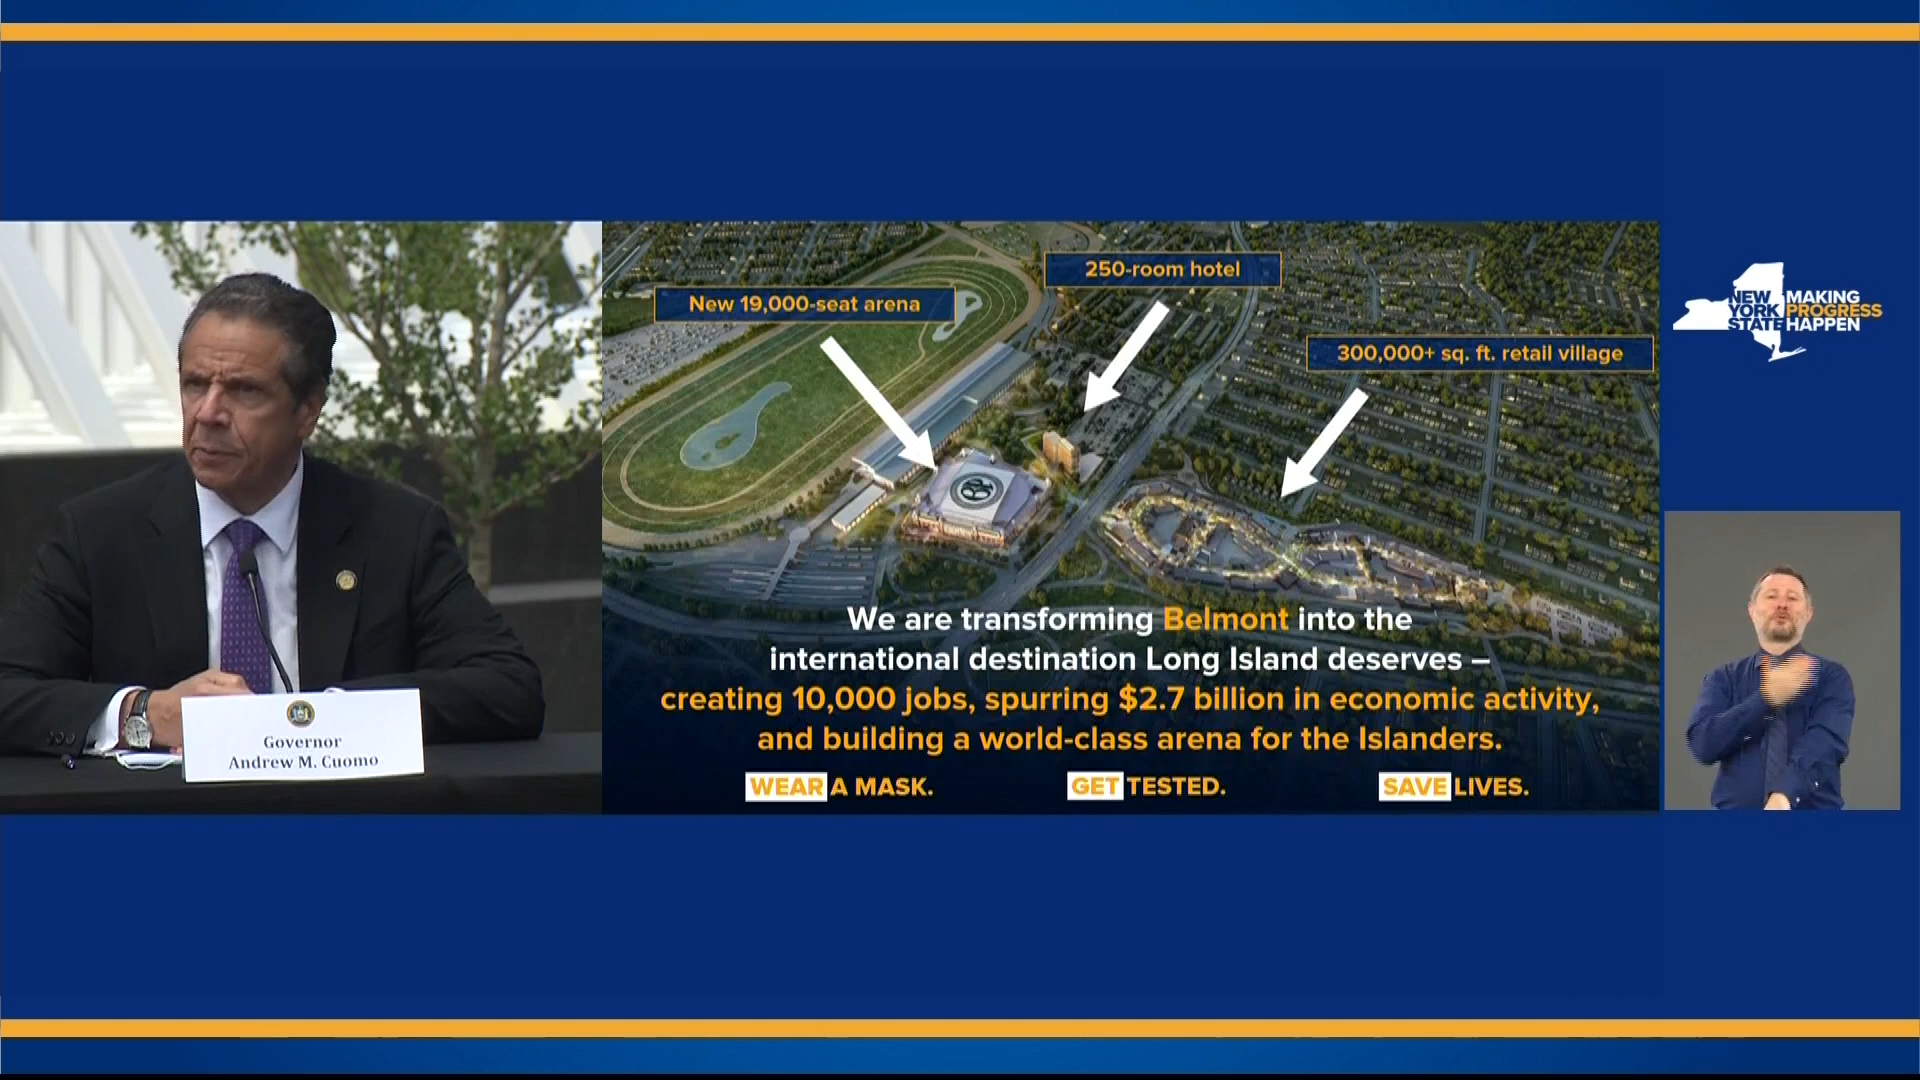 250-room hotel
New 19,000-seat arena
300,000+ sq. ft. retail village
We are transforming Belmont into the
international destination Long Island deserves –
creating 10,000 jobs, spurring $2.7 billion in economic activity,
and building a world-class arena for the Islanders.
WEAR A MASK.
GET TESTED.
SAVE LIVES.
Governor
Andrew M. Cuomo
NEW
YORK
STATE
MAKING
PROGRESS
HAPPEN